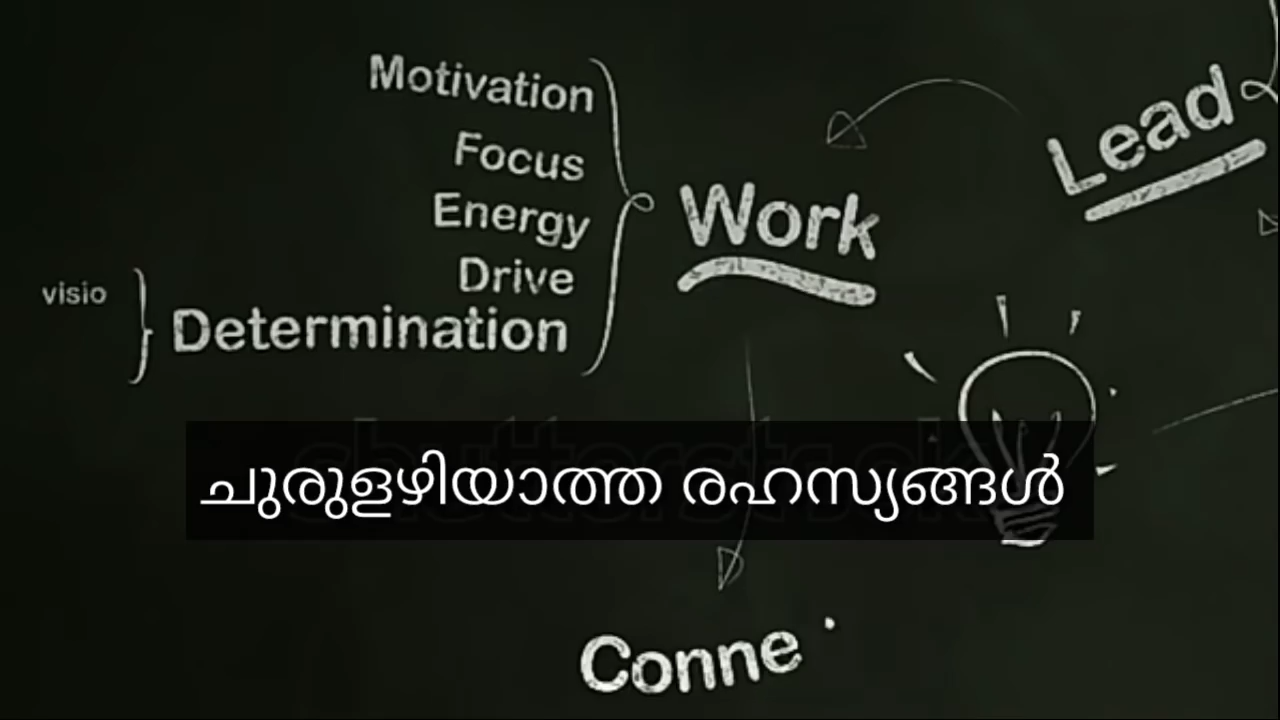 Motivation
Focus
Energy
Drive
Determination
visio
Work
Lead
ചുരുളഴിയാത്ത രഹസ്യങ്ങൾ
Conne